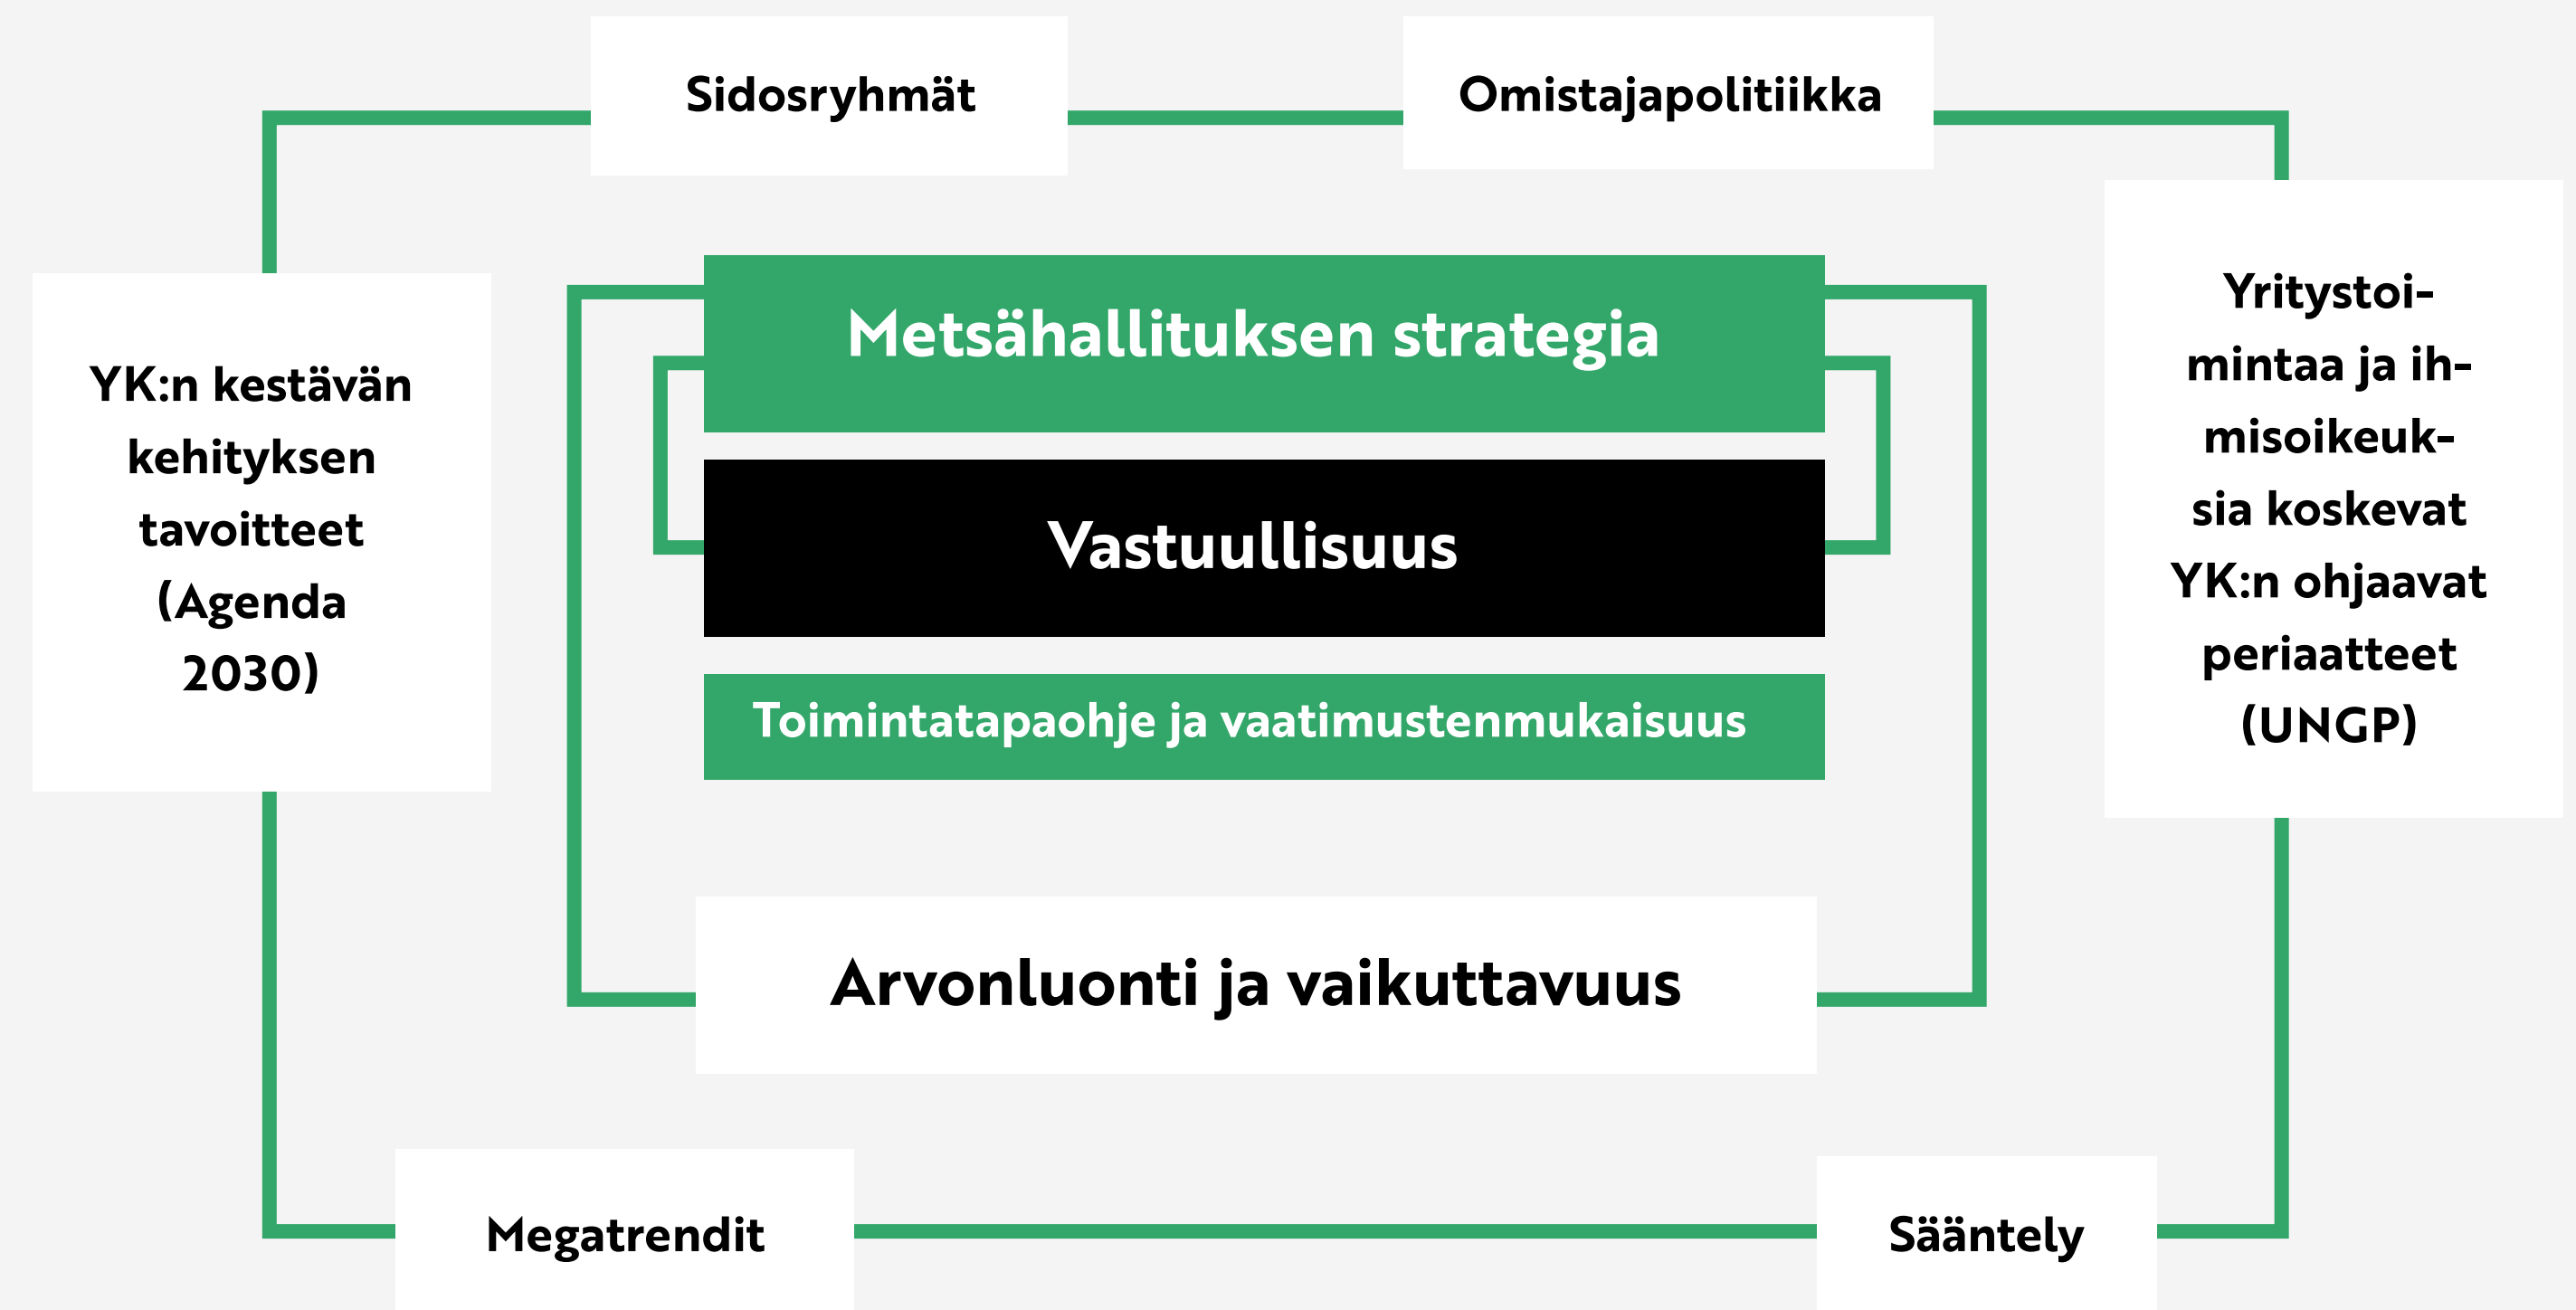 Sidosryhmät
Omistajapolitiikka
YK:n kestävän
kehityksen
tavoitteet
(Agenda
2030)
Metsähallituksen strategia
Vastuullisuus
Toimintatapaohje ja vaatimustenmukaisuus
Arvonluonti ja vaikuttavuus
Yritystoi-
mintaa ja ih-
misoikeuk-
sia koskevat
YK:n ohjaavat
periaatteet
(UNGP)
Megatrendit
Sääntely